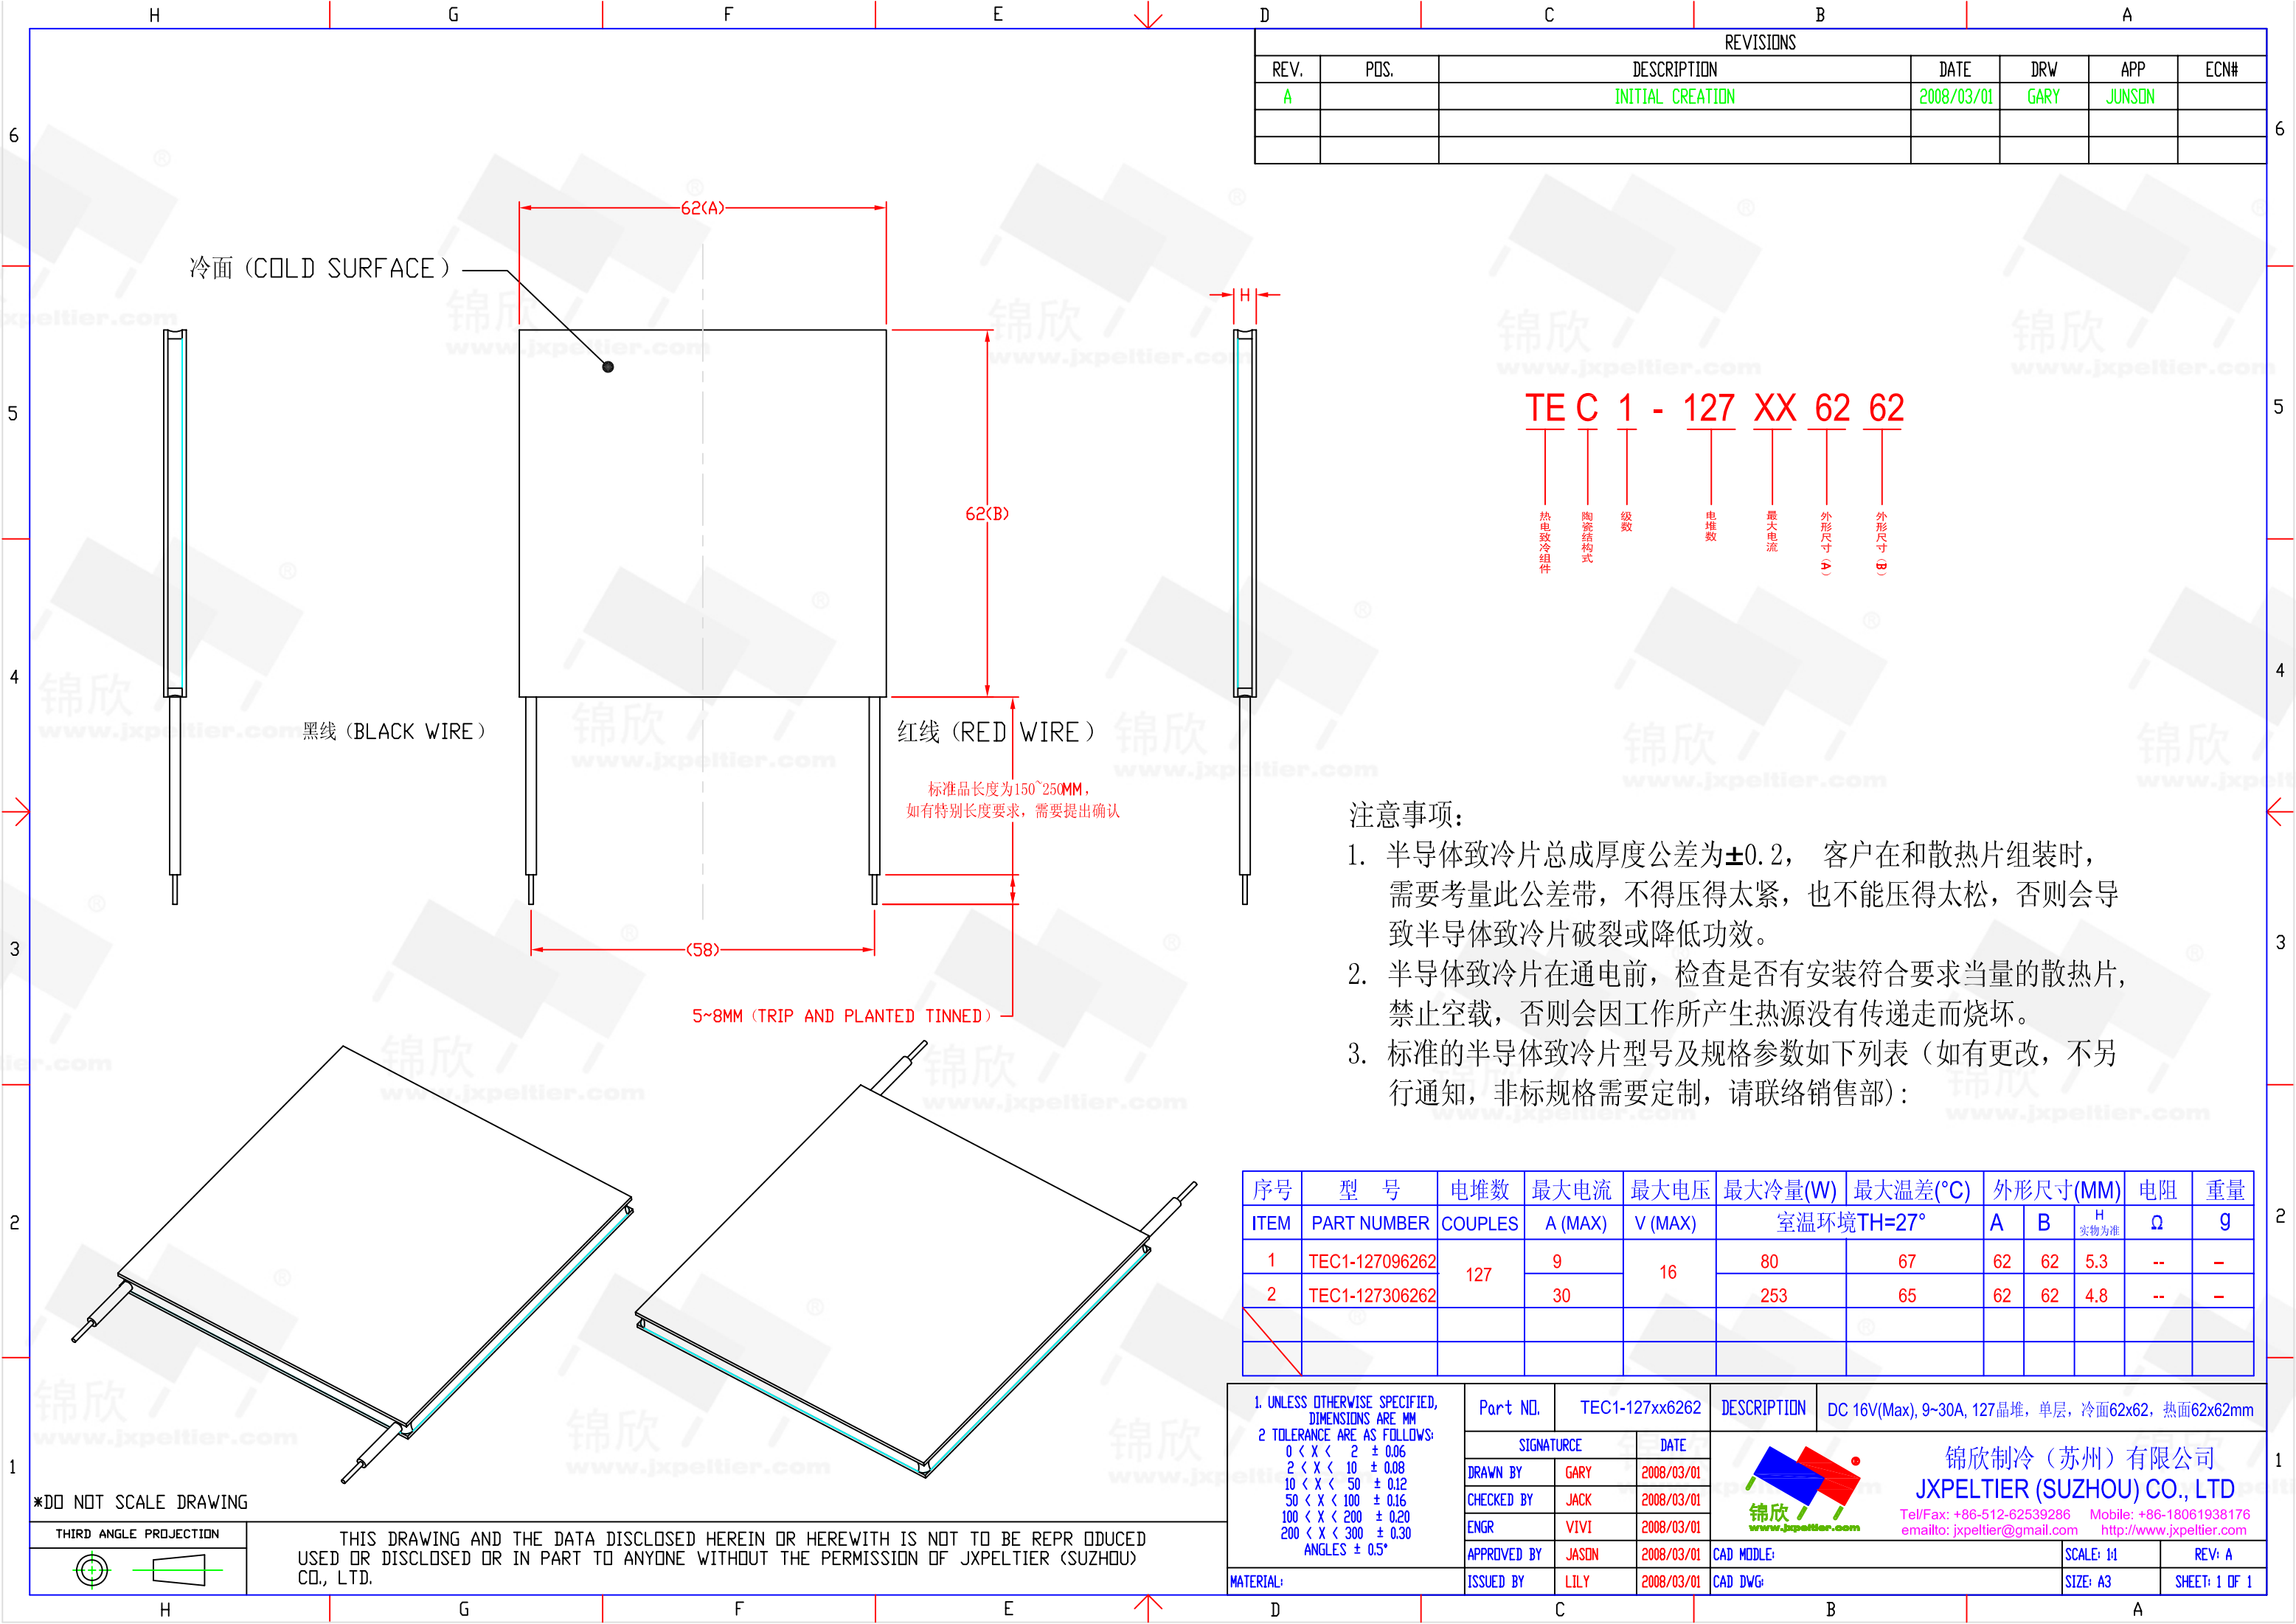 H G F E D C B A
REVISIONS
REV. POS. DESCRIPTION DATE DRW APP ECN#
A INITIAL CREATION 2008/03/01 GARY JUNSON
6 6
62(A)
冷面（COLD SURFACE）
H
5 5
TE C 1 - 127 XX 62 62
热电致冷组件
陶瓷结构式
级数
电堆数
最大电流
外形尺寸（A）
外形尺寸（B）
62(B)
4 4
黑线（BLACK WIRE）
红线（RED WIRE）
标准品长度为150~250MM，
如有特别长度要求，需要提出确认
3 3
(58)
5~8MM（TRIP AND PLANTED TINNED）
注意事项：
1. 半导体致冷片总成厚度公差为±0.2， 客户在和散热片组装时，
需要考量此公差带，不得压得太紧，也不能压得太松，否则会导
致半导体致冷片破裂或降低功效。
2. 半导体致冷片在通电前，检查是否有安装符合要求当量的散热片，
禁止空载，否则会因工作所产生热源没有传递走而烧坏。
3. 标准的半导体致冷片型号及规格参数如下列表（如有更改，不另
行通知，非标规格需要定制，请联络销售部）：
2 2
序号 型 号 电堆数 最大电流 最大电压 最大冷量(W) 最大温差(°C) 外形尺寸(MM) 电阻 重量
ITEM PART NUMBER COUPLES A (MAX) V (MAX) 室温环境TH=27° A B H 实物为准 Ω g
1 TEC1-127096262 127 9 16 80 67 62 62 5.3 -- –
2 TEC1-127306262 30 253 65 62 62 4.8 -- –
1 1
1. UNLESS OTHERWISE SPECIFIED,
DIMENSIONS ARE MM
2 TOLERANCE ARE AS FOLLOWS:
0 < X < 2 ± 0.06
2 < X < 10 ± 0.08
10 < X < 50 ± 0.12
50 < X < 100 ± 0.16
100 < X < 200 ± 0.20
200 < X < 300 ± 0.30
ANGLES ± 0.5°
MATERIAL:
Part NO. TEC1-127xx6262 DESCRIPTION DC 16V(Max), 9~30A, 127晶堆，单层，冷面62x62，热面62x62mm
SIGNATURCE DATE
DRAWN BY GARY 2008/03/01
CHECKED BY JACK 2008/03/01
ENGR VIVI 2008/03/01
APPROVED BY JASON 2008/03/01
ISSUED BY LILY 2008/03/01
锦欣
www.jxpeltier.com
锦欣制冷（苏州）有限公司
JXPELTIER (SUZHOU) CO., LTD
Tel/Fax: +86-512-62539286 Mobile: +86-18061938176
emailto: jxpeltier@gmail.com http://www.jxpeltier.com
CAD MODLE: SCALE: 1:1 REV: A
CAD DWG: SIZE: A3 SHEET: 1 OF 1
*DO NOT SCALE DRAWING
THIRD ANGLE PROJECTION
THIS DRAWING AND THE DATA DISCLOSED HEREIN OR HEREWITH IS NOT TO BE REPR ODUCED
USED OR DISCLOSED OR IN PART TO ANYONE WITHOUT THE PERMISSION OF JXPELTIER (SUZHOU)
CO., LTD.
H G F E D C B A